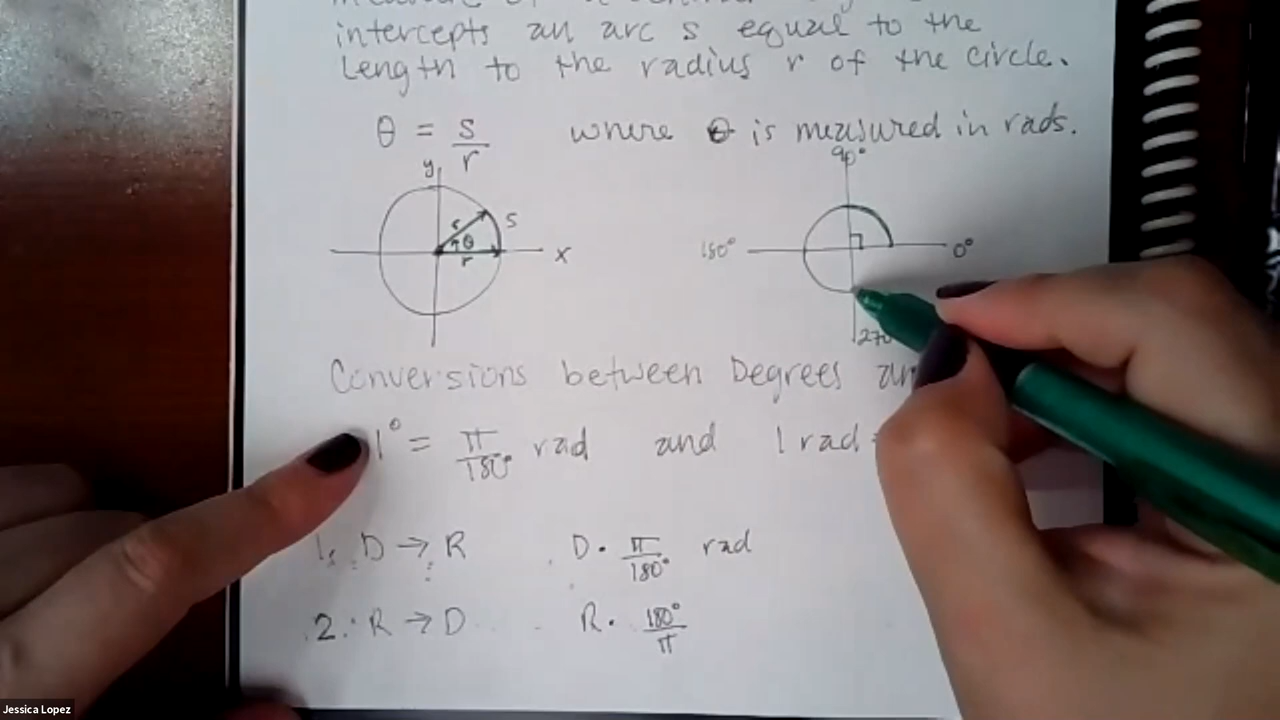 intercepts an arc s equal to the
length to the radius r of the circle.
θ = s/r where θ is measured in rads.
y 90°
r s
θ
r x 180° 0°
270
Conversions between Degrees
1° = π/180° rad and 1 rad =
1. D → R D · π/180° rad
2. R → D R · 180°/π
Jessica Lopez